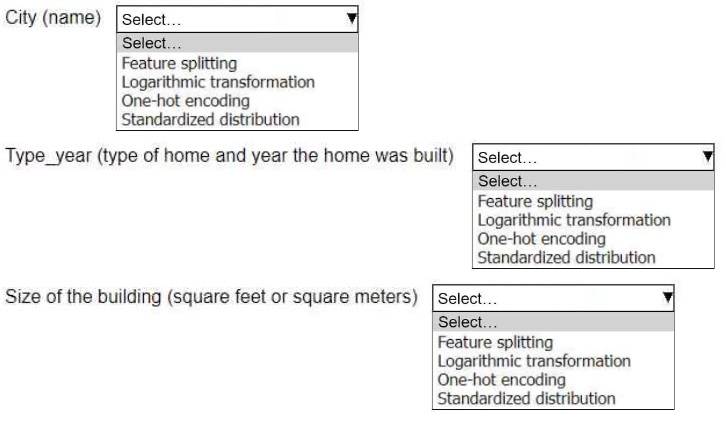 City (name) Select...
Select...
Feature splitting
Logarithmic transformation
One-hot encoding
Standardized distribution
Type_year (type of home and year the home was built) Select...
Select...
Feature splitting
Logarithmic transformation
One-hot encoding
Standardized distribution
Size of the building (square feet or square meters) Select...
Select...
Feature splitting
Logarithmic transformation
One-hot encoding
Standardized distribution